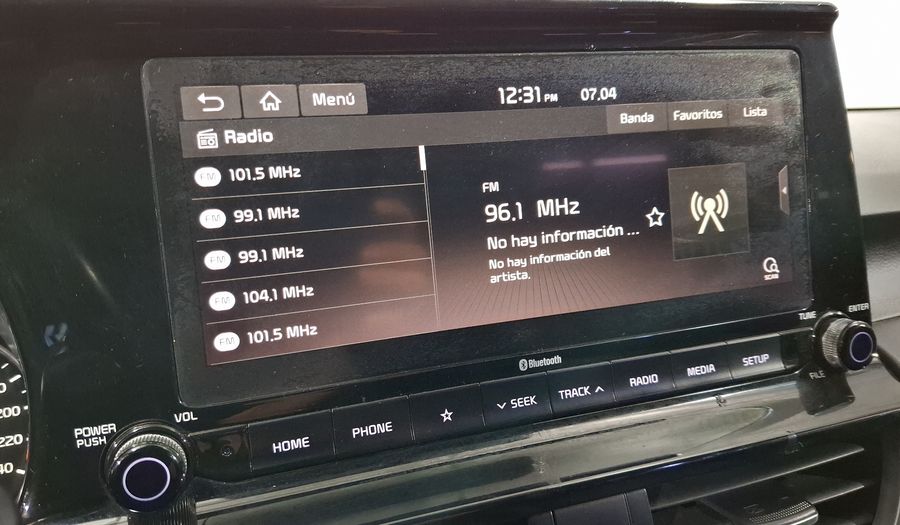 12:31 PM 07.04
Menú
Banda Favoritos Lista
Radio
FM 101.5 MHz
FM 99.1 MHz
FM 99.1 MHz
FM 104.1 MHz
FM 101.5 MHz
FM
96.1 MHz
No hay información ...
No hay información del
artista.
SCAN
Bluetooth
POWER
PUSH
VOL
HOME
PHONE
SEEK
TRACK
RADIO
MEDIA
SETUP
TUNE
ENTER
FILE
200
220